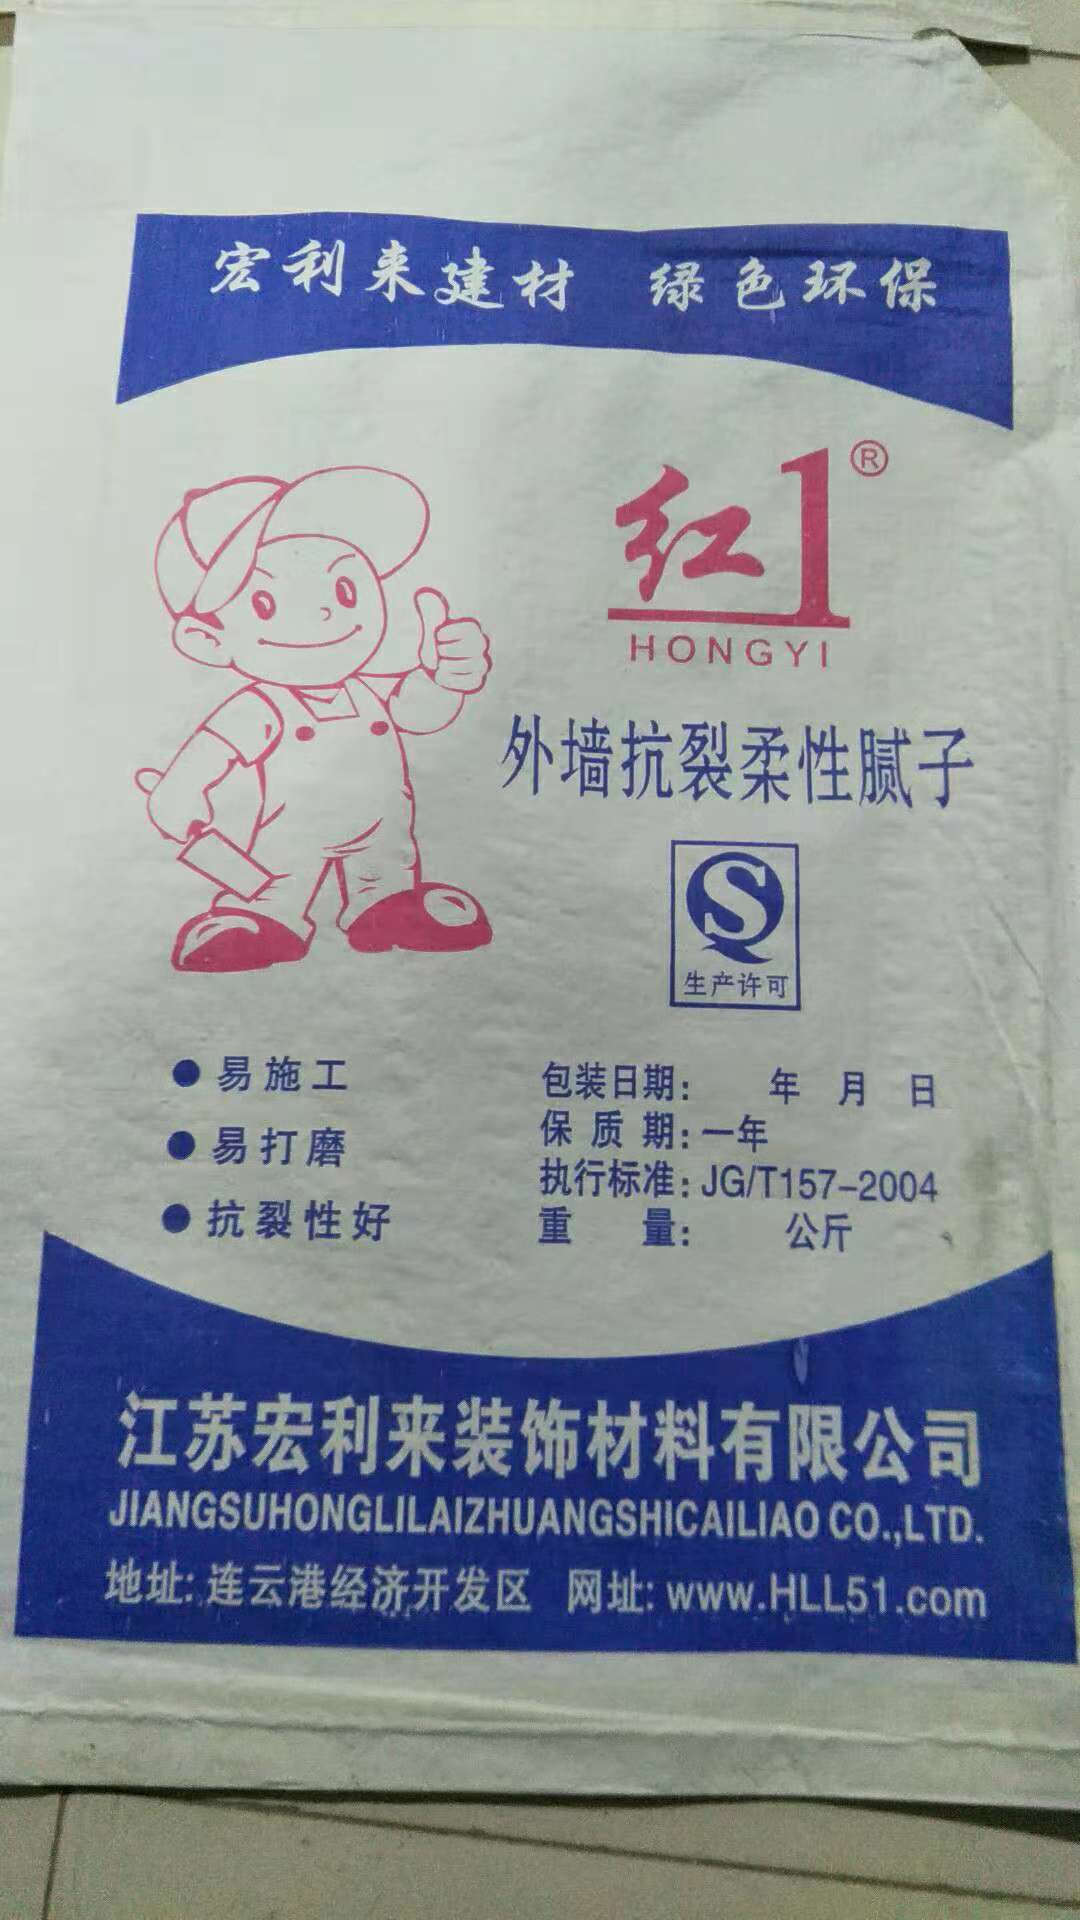 宏利来建材 绿色环保
红1®
HONGYI
外墙抗裂柔性腻子
S
生产许可
●易施工
●易打磨
●抗裂性好
包装日期： 年 月 日
保质期：一年
执行标准：JG/T157-2004
重量： 公斤
江苏宏利来装饰材料有限公司
JIANGSUHONGLILAIZHUANGSHICAILIAO CO.,LTD.
地址：连云港经济开发区 网址：www.HLL51.com